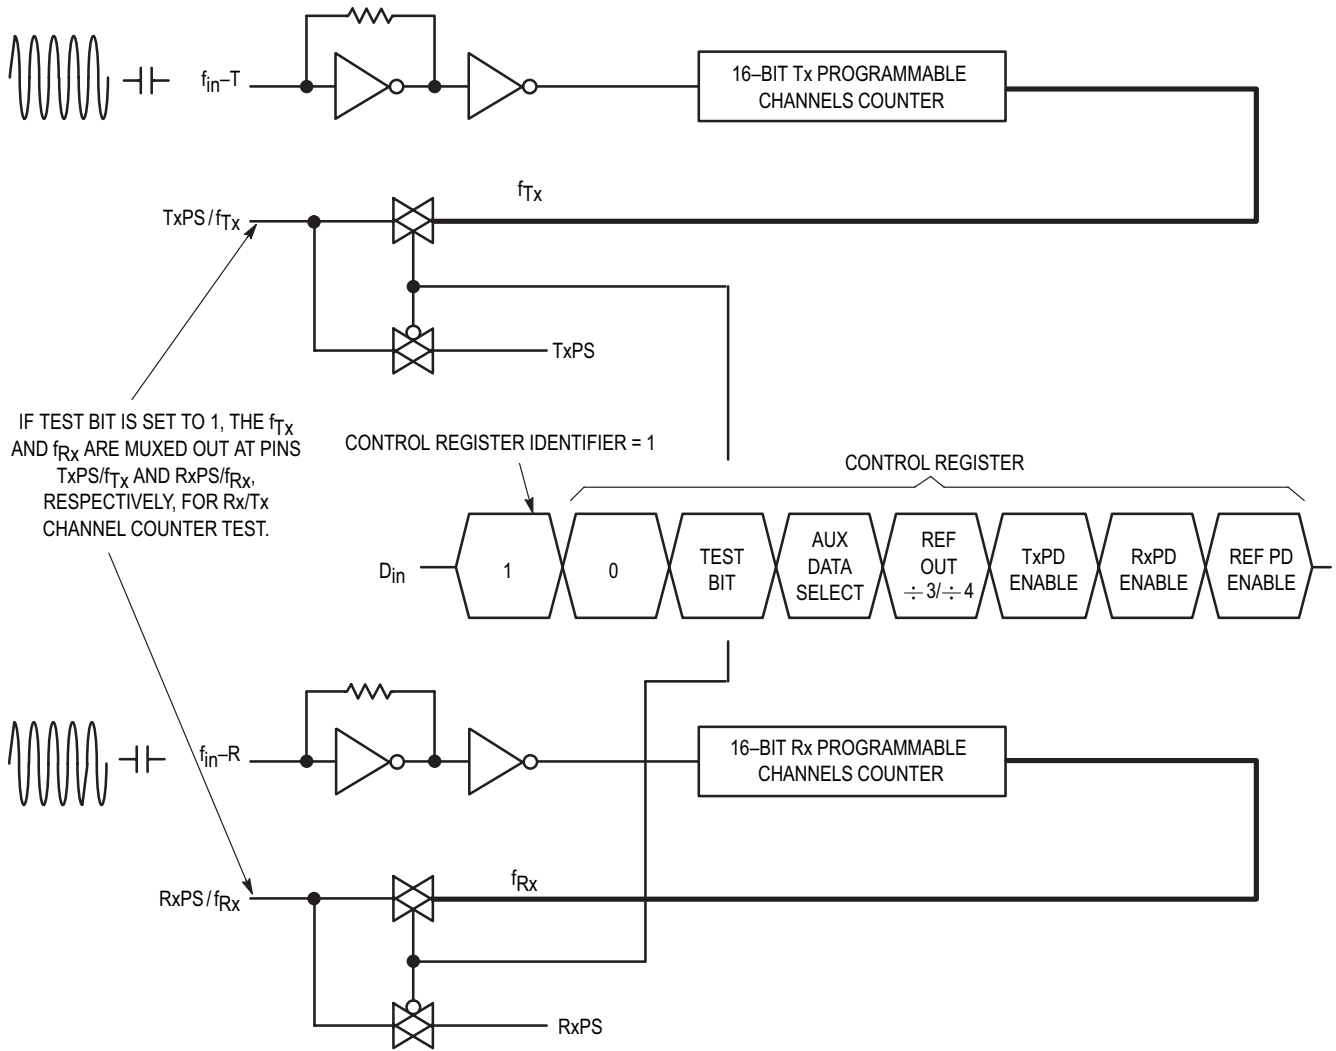 fin–T
16–BIT Tx PROGRAMMABLE
CHANNELS COUNTER
TxPS/fTx
fTx
TxPS
IF TEST BIT IS SET TO 1, THE fTx
AND fRx ARE MUXED OUT AT PINS
TxPS/fTx AND RxPS/fRx,
RESPECTIVELY, FOR Rx/Tx
CHANNEL COUNTER TEST.
CONTROL REGISTER IDENTIFIER = 1
CONTROL REGISTER
Din
1
0
TEST
BIT
AUX
DATA
SELECT
REF
OUT
÷3/÷4
TxPD
ENABLE
RxPD
ENABLE
REF PD
ENABLE
fin–R
16–BIT Rx PROGRAMMABLE
CHANNELS COUNTER
RxPS/fRx
fRx
RxPS